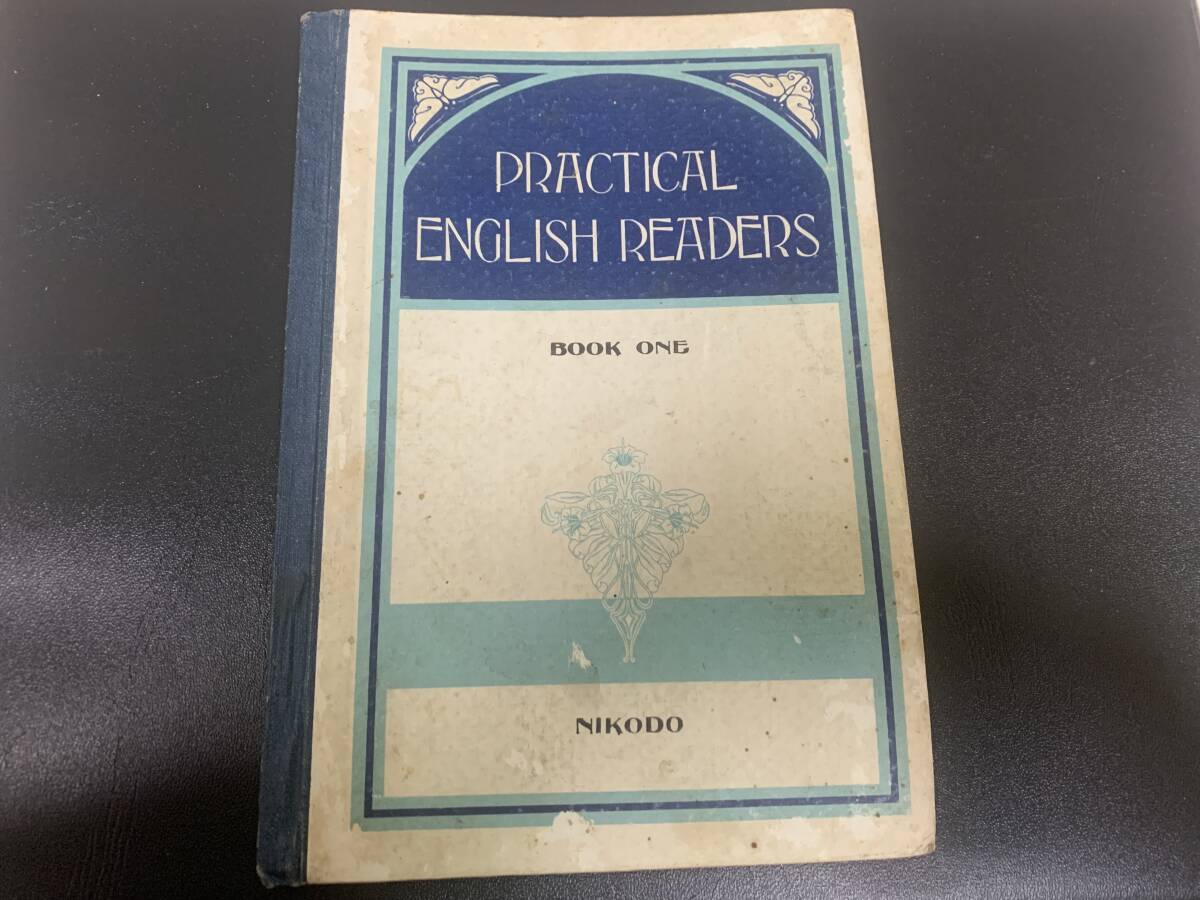 PRACTICAL
ENGLISH READERS
BOOK ONE
NIKODO